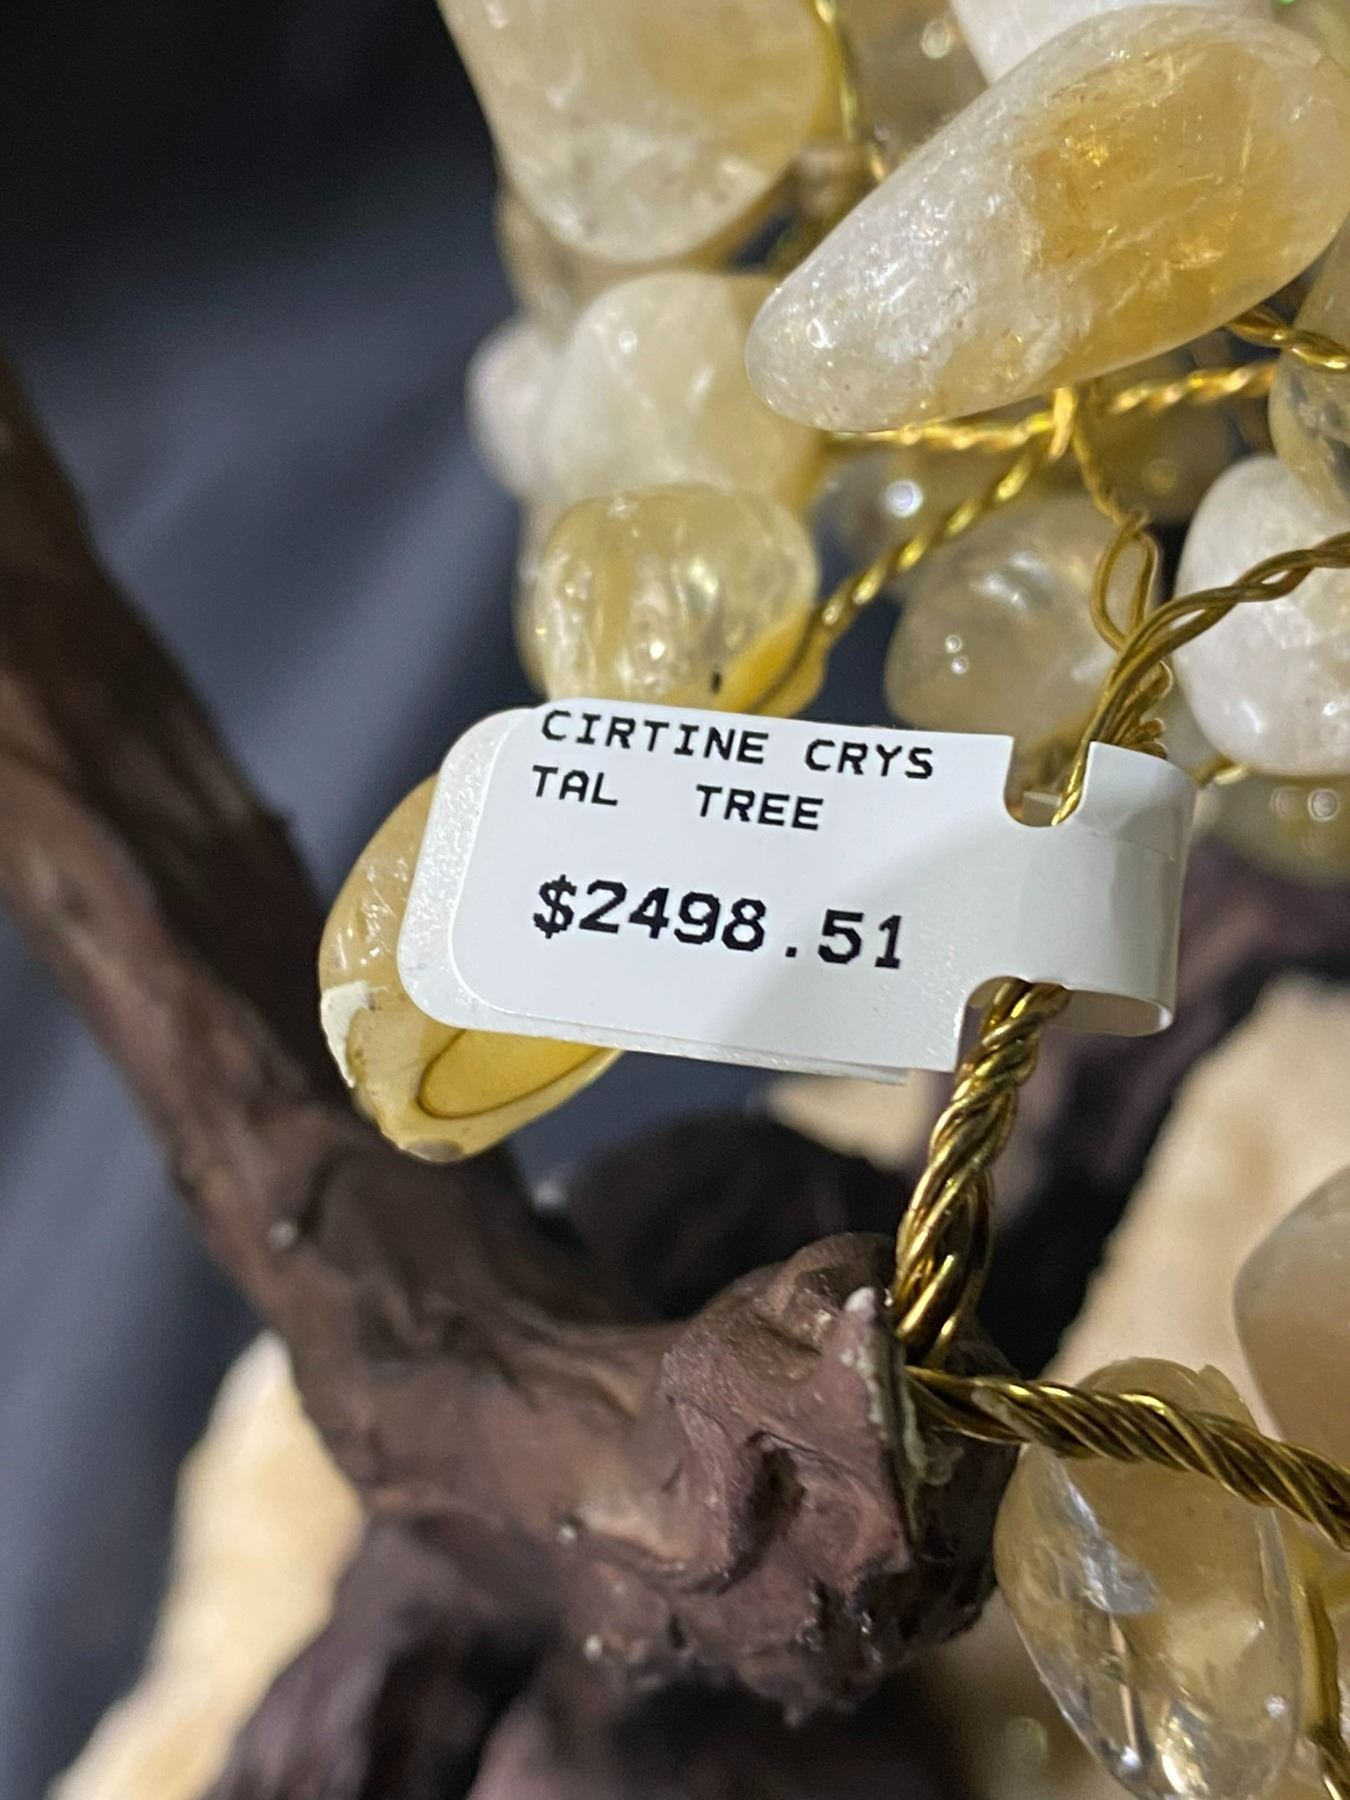 CIRTINE CRYS
TAL TREE
$2498.51